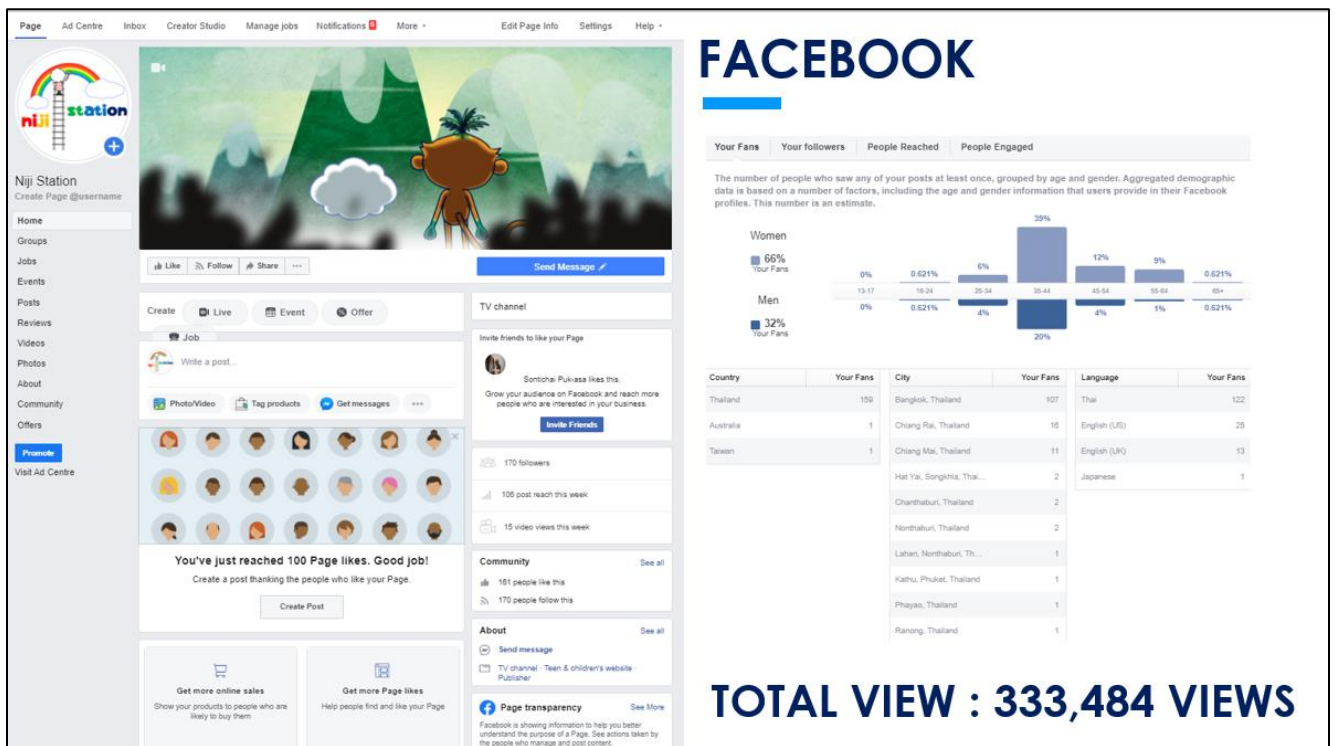 Page Ad Centre Inbox Creator Studio Manage jobs Notifications 6 More Edit Page Info Settings Help
niji station
Niji Station
Create Page @username
Home
Groups
Jobs
Events
Posts
Reviews
Videos
Photos
About
Community
Offers
Promote
Visit Ad Centre
Like Follow Share ...
Send Message
Create Live Event Offer
Job
Write a post...
Photo/Video Tag products Get messages ...
You've just reached 100 Page likes. Good job!
Create a post thanking the people who like your Page.
Create Post
Get more online sales
Show your products to people who are
likely to buy them
Get more Page likes
Help people find and like your Page
TV channel
Invite friends to like your Page
Sontichai Puk-asa likes this.
Grow your audience on Facebook and reach more
people who are interested in your business.
Invite Friends
170 followers
106 post reach this week
15 video views this week
Community See all
161 people like this
170 people follow this
About See all
Send message
TV channel · Teen & children's website ·
Publisher
Page transparency See More
Facebook is showing information to help you better
understand the purpose of a Page. See actions taken by
the people who manage and post content.
FACEBOOK
Your Fans Your followers People Reached People Engaged
The number of people who saw any of your posts at least once, grouped by age and gender. Aggregated demographic
data is based on a number of factors, including the age and gender information that users provide in their Facebook
profiles. This number is an estimate.
Women
66%
Your Fans
0% 0.621% 6% 39% 12% 9% 0.621%
13-17 18-24 25-34 35-44 45-54 55-64 65+
Men
32%
Your Fans
0% 0.621% 4% 20% 4% 1% 0.621%
Country Your Fans
Thailand 159
Australia 1
Taiwan 1
City Your Fans
Bangkok, Thailand 107
Chiang Rai, Thailand 16
Chiang Mai, Thailand 11
Hat Yai, Songkhla, Thai... 2
Chanthaburi, Thailand 2
Nonthaburi, Thailand 2
Lahan, Nonthaburi, Th... 1
Kathu, Phuket, Thailand 1
Phayao, Thailand 1
Ranong, Thailand 1
Language Your Fans
Thai 122
English (US) 25
English (UK) 13
Japanese 1
TOTAL VIEW : 333,484 VIEWS